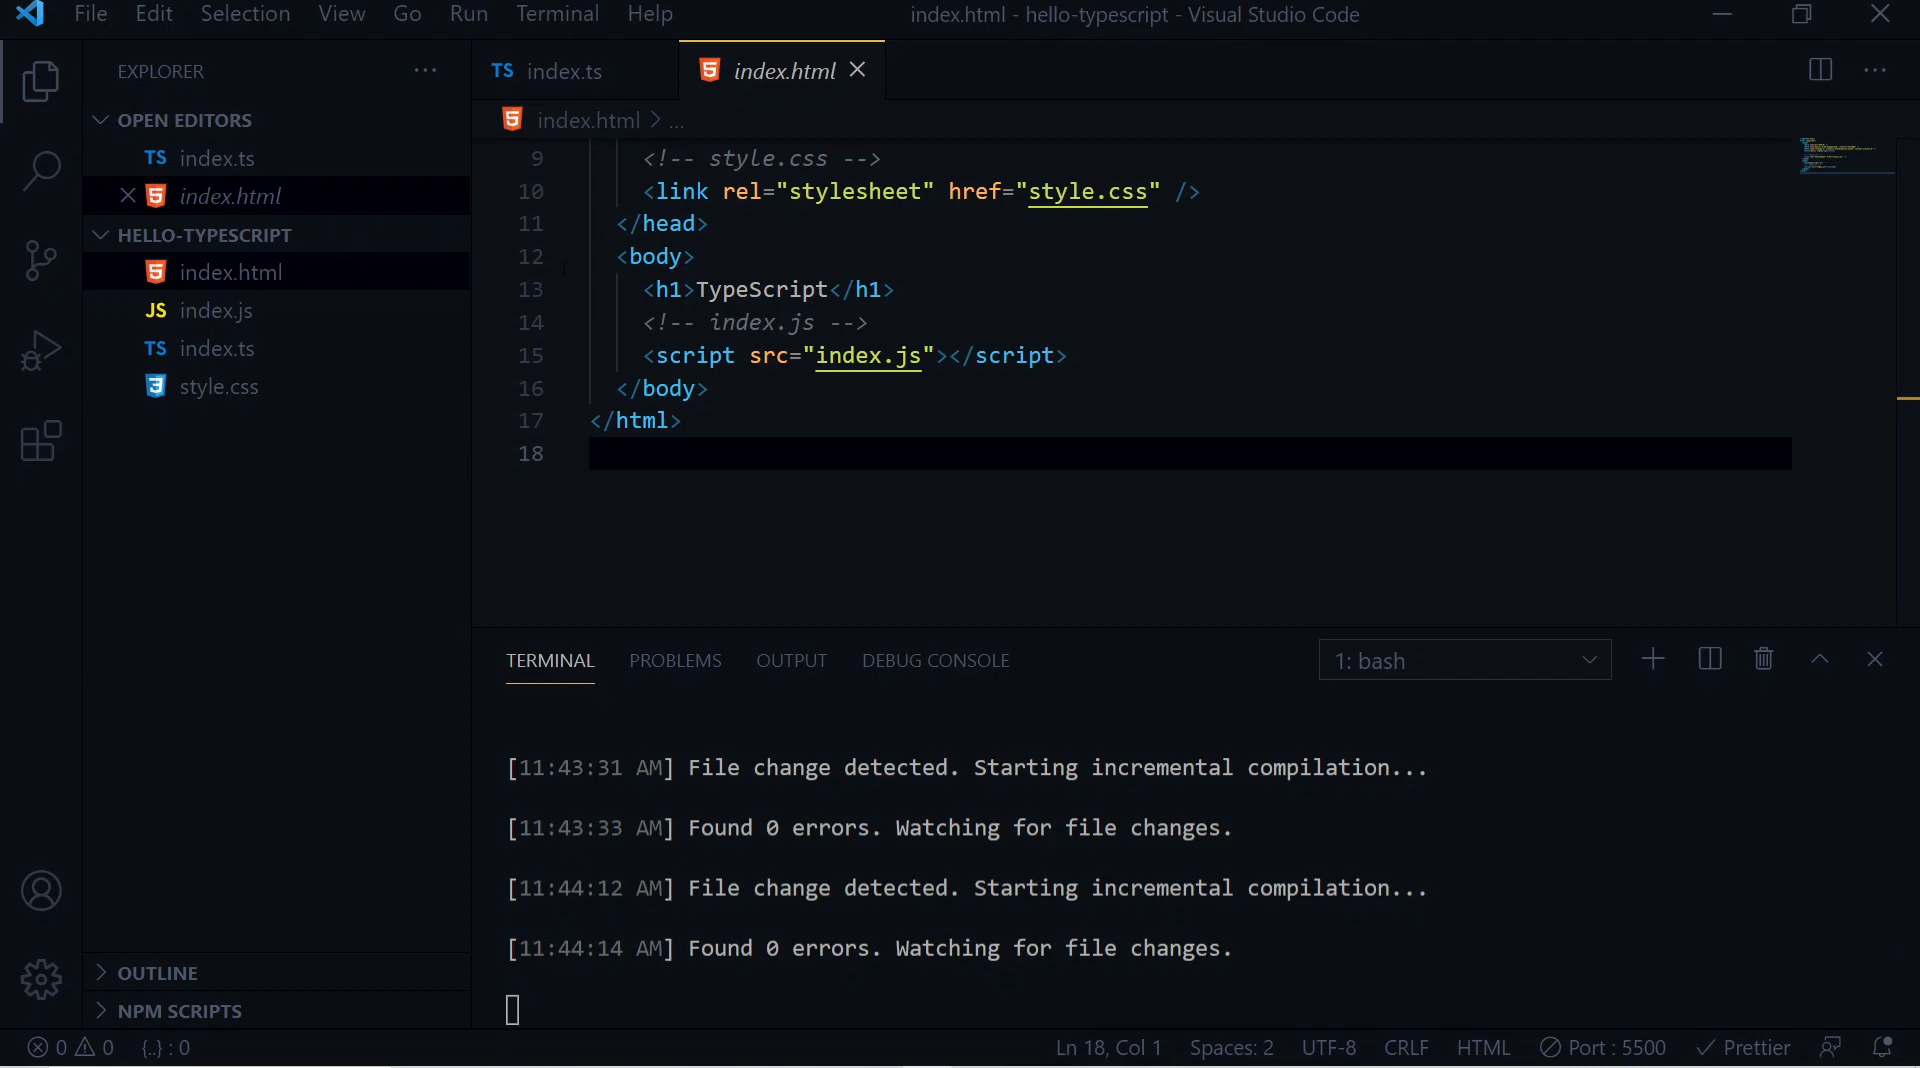 File Edit Selection View Go Run Terminal Help
index.html - hello-typescript - Visual Studio Code
EXPLORER
OPEN EDITORS
TS index.ts
index.html
HELLO-TYPESCRIPT
index.html
JS index.js
TS index.ts
style.css
OUTLINE
NPM SCRIPTS
TS index.ts
index.html
index.html > ...
9 <!-- style.css -->
10 <link rel="stylesheet" href="style.css" />
11 </head>
12 <body>
13 <h1>TypeScript</h1>
14 <!-- index.js -->
15 <script src="index.js"></script>
16 </body>
17 </html>
18
TERMINAL PROBLEMS OUTPUT DEBUG CONSOLE
1: bash
[11:43:31 AM] File change detected. Starting incremental compilation...
[11:43:33 AM] Found 0 errors. Watching for file changes.
[11:44:12 AM] File change detected. Starting incremental compilation...
[11:44:14 AM] Found 0 errors. Watching for file changes.
0 0 {..} : 0
Ln 18, Col 1 Spaces: 2 UTF-8 CRLF HTML Port : 5500 Prettier